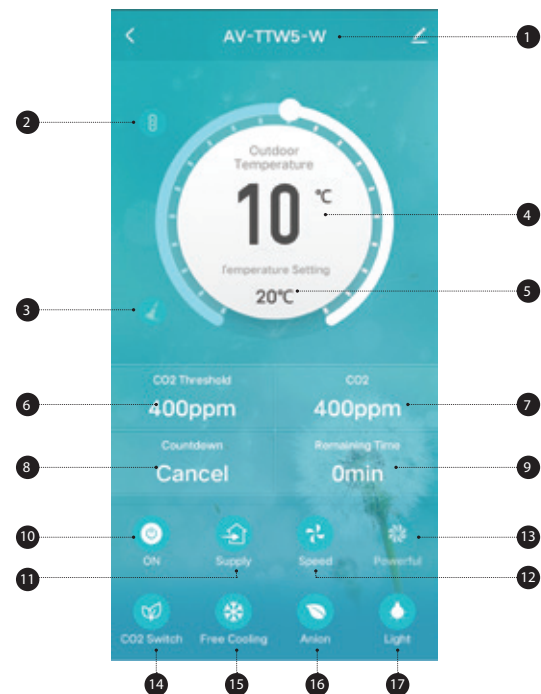 AV-TTW5-W
1
2
Outdoor
Temperature
10 °C
4
Temperature Setting
20°C
5
3
CO2 Threshold
400ppm
6
CO2
400ppm
7
Countdown
Cancel
8
Remaining Time
0min
9
10
ON
Supply
Speed
Powerful
13
11
12
CO2 Switch
Free Cooling
Anion
Light
14
15
16
17